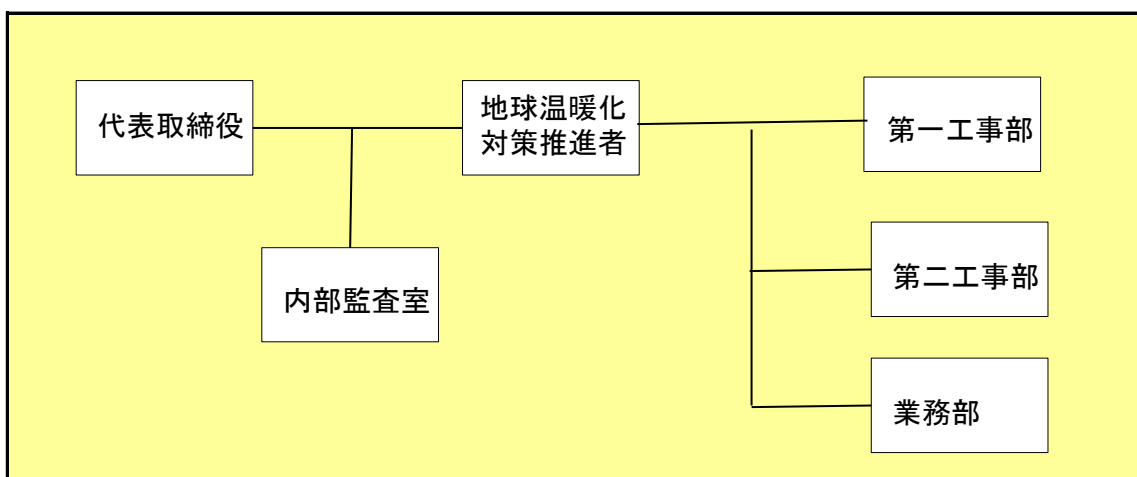 代表取締役
地球温暖化
対策推進者
第一工事部
内部監査室
第二工事部
業務部